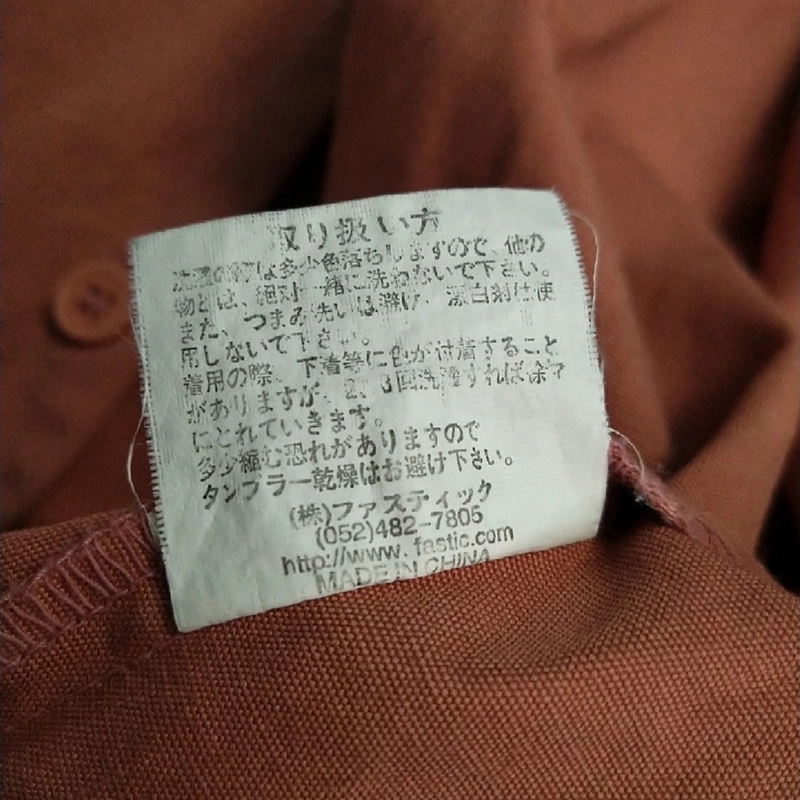 取り扱い方
洗濯の際は多少色落ちしますので、他の
物とは、絶対一緒に洗わないで下さい。
また、つまみ洗いは避け、漂白剤は使
用しないで下さい。
着用の際、下着等に色が付着すること
がありますが、2、3回洗濯すれば徐々
にとれていきます。
多少縮む恐れがありますので
タンブラー乾燥はお避け下さい。
(株)ファスティック
(052)482-7805
http://www.fastic.com
MADE IN CHINA